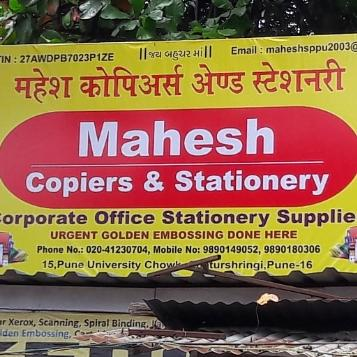 TIN : 27AWDPB7023P1ZE ||જય બહુચર માં|| Email : maheshsppu2003@
महेश कोपिअर्स ॲण्ड स्टेशनरी
Mahesh
Copiers & Stationery
Corporate Office Stationery Supplie
URGENT GOLDEN EMBOSSING DONE HERE
Phone No.: 020-41230704, Mobile No: 9890149052, 9890180306
15,Pune University Chowk, Pune-16
Xerox, Scanning, Spiral Binding,
Embossing,